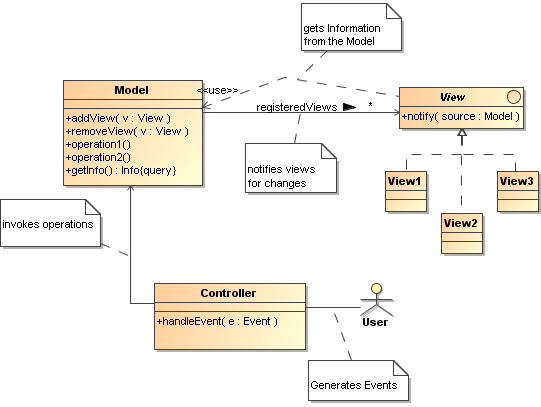 gets Information
from the Model
Model
<<use>>
View
+addView( v : View )
+removeView( v : View )
+operation1()
+operation2()
+getInfo() : Info{query}
registeredViews
*
+notify( source : Model )
notifies views
for changes
View1
View2
View3
invokes operations
Controller
+handleEvent( e : Event )
User
Generates Events